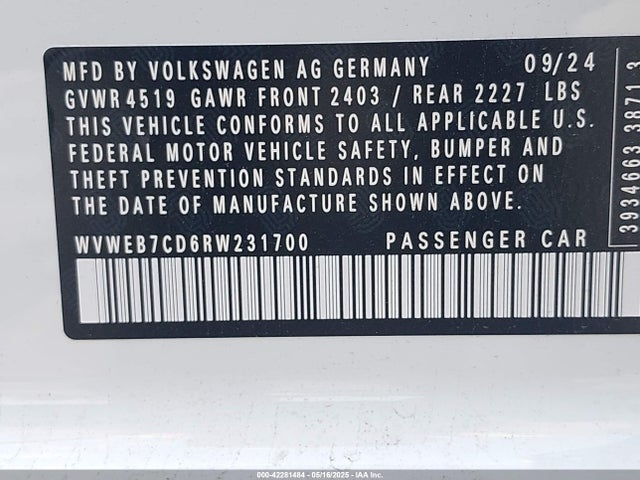 MFD BY VOLKSWAGEN AG GERMANY 09/24
GVWR 4519 GAWR FRONT 2403 / REAR 2227 LBS
THIS VEHICLE CONFORMS TO ALL APPLICABLE U.S.
FEDERAL MOTOR VEHICLE SAFETY, BUMPER AND
THEFT PREVENTION STANDARDS IN EFFECT ON
THE DATE OF MANUFACTURE SHOWN ABOVE.
WVWEB7CD6RW231700 PASSENGER CAR
3934663 38713
000-42281484 - 05/16/2025 - IAA Inc.